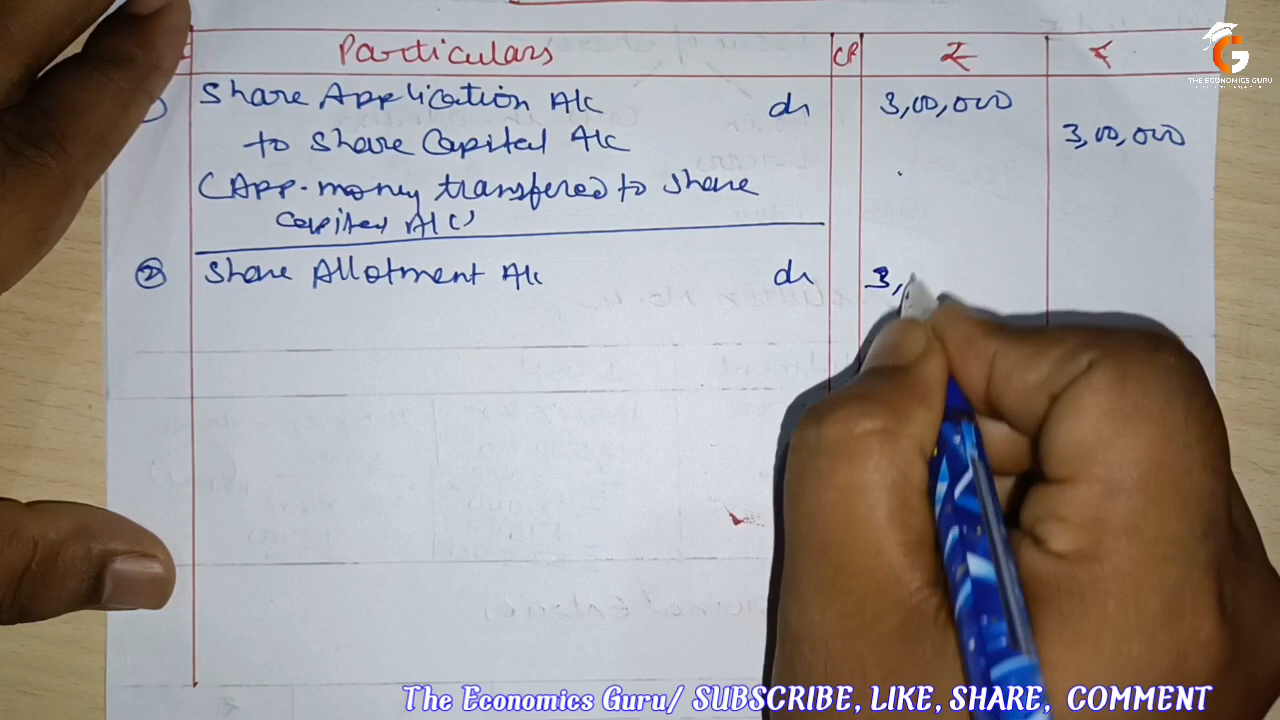 Particulars LF ₹ ₹
Share Application A/c dr 3,00,000
to Share Capital A/c 3,00,000
(App. money transfered to share
Capital A/c)
② Share Allotment A/c dr 3,
THE ECONOMICS GURU
The Economics Guru/ SUBSCRIBE, LIKE, SHARE, COMMENT